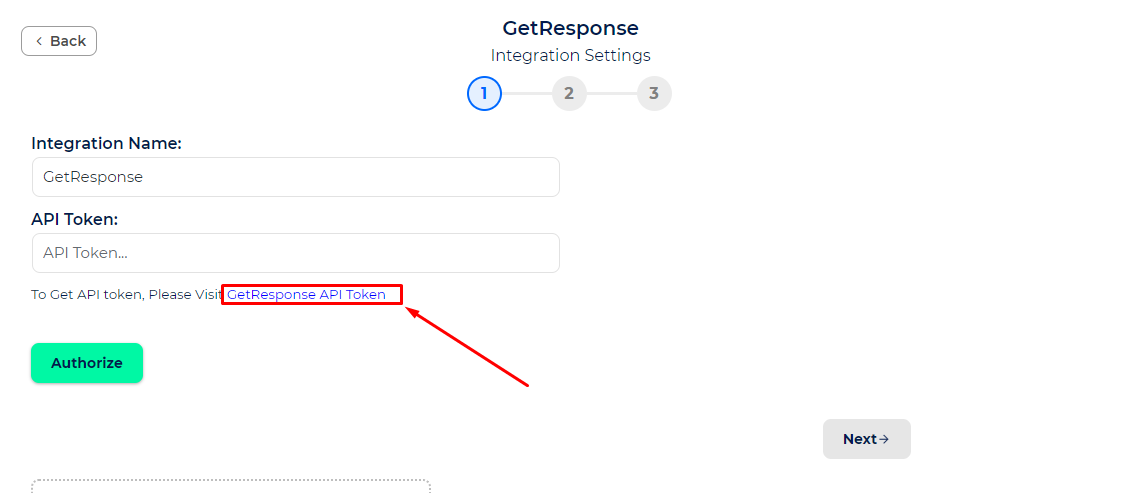 GetResponse
Back
Integration Settings
1 2 3
Integration Name:
GetResponse
API Token:
API Token...
To Get API token, Please Visit GetResponse API Token
Authorize
Next→